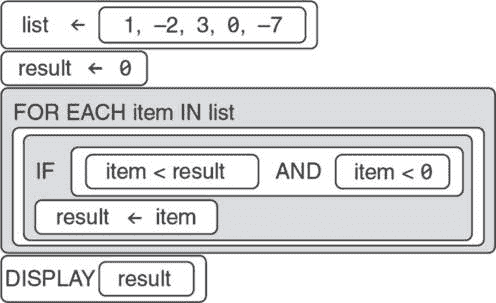 list ← 1, –2, 3, 0, –7
result ← 0
FOR EACH item IN list
IF item < result AND item < 0
result ← item
DISPLAY result